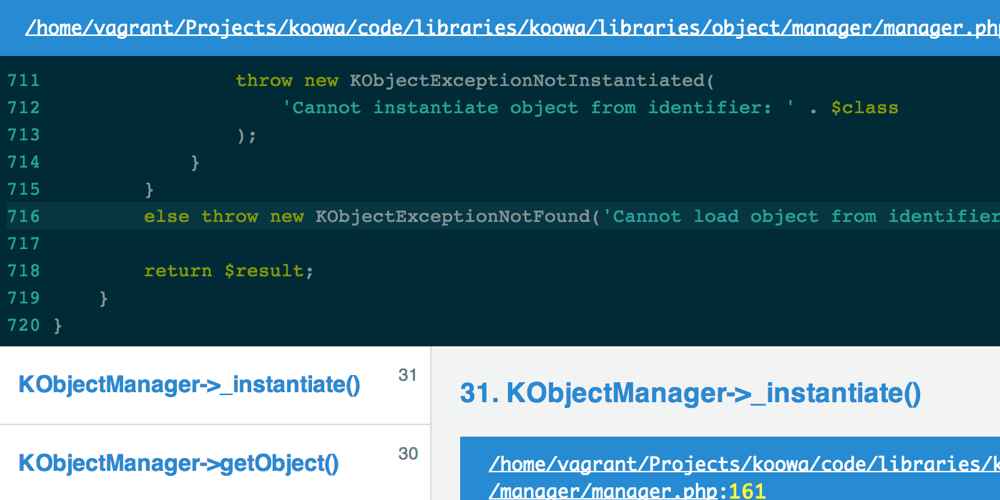 /home/vagrant/Projects/koowa/code/libraries/koowa/libraries/object/manager/manager.php
711 throw new KObjectExceptionNotInstantiated(
712 'Cannot instantiate object from identifier: ' . $class
713 );
714 }
715 }
716 else throw new KObjectExceptionNotFound('Cannot load object from identifier
717
718 return $result;
719 }
720 }
KObjectManager->_instantiate() 31
KObjectManager->getObject() 30
31. KObjectManager->_instantiate()
/home/vagrant/Projects/koowa/code/libraries/k
/manager/manager.php:161